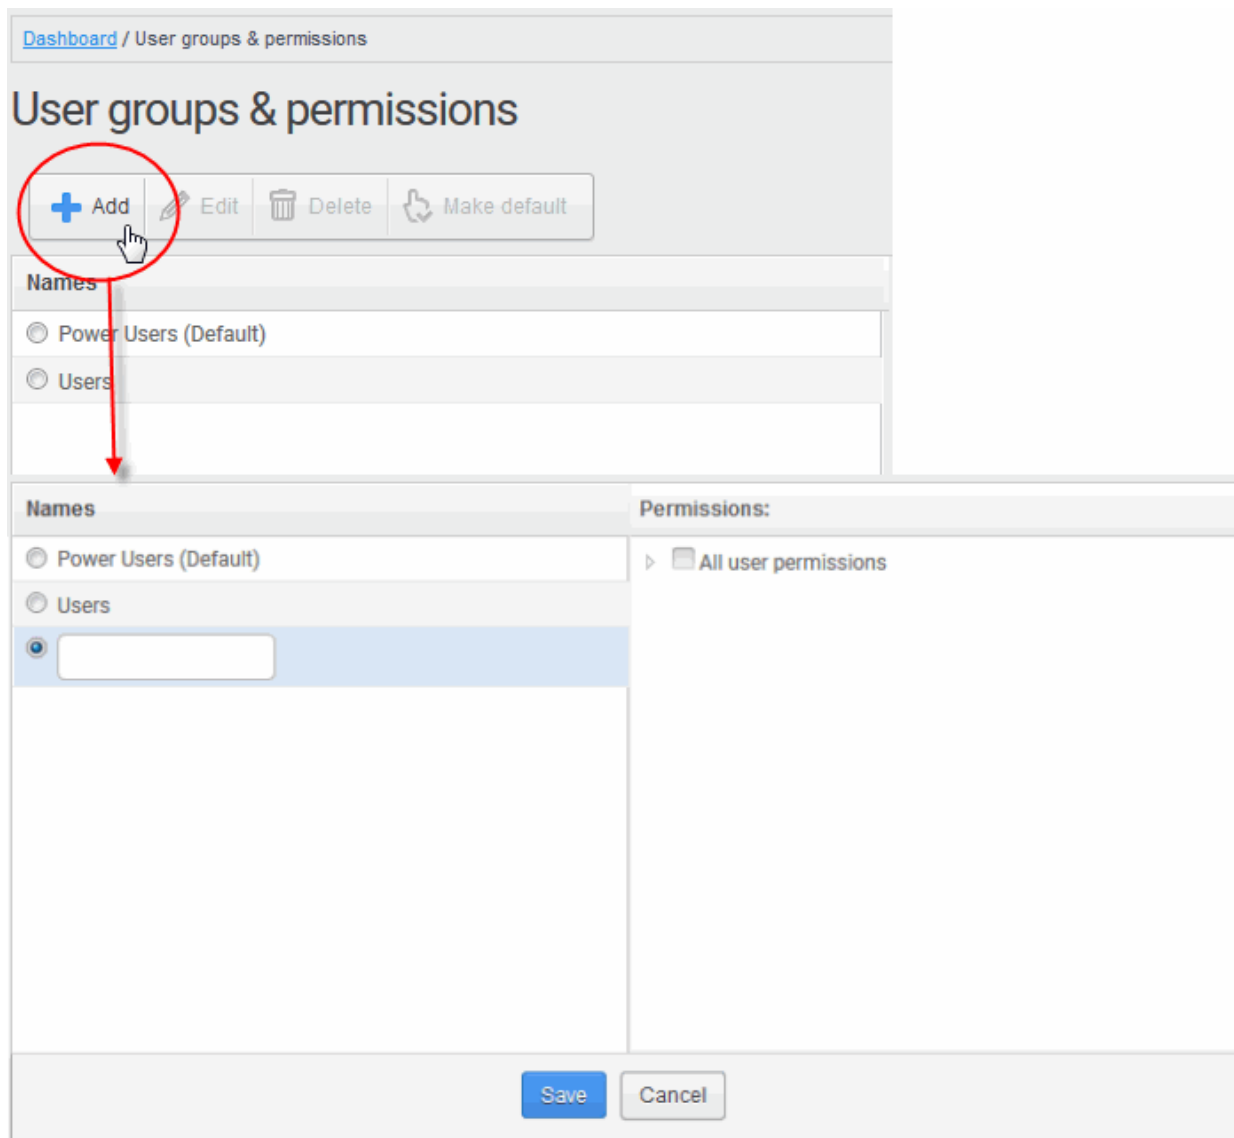 Dashboard / User groups & permissions
User groups & permissions
Add Edit Delete Make default
Names
Power Users (Default)
Users
Names Permissions:
Power Users (Default) All user permissions
Users
Save Cancel